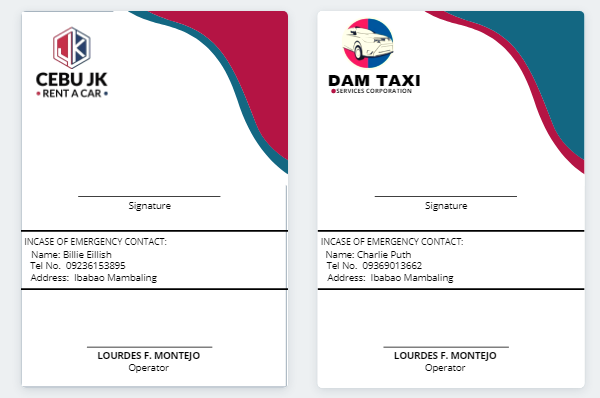 JK
CEBU JK
RENT A CAR
Signature
INCASE OF EMERGENCY CONTACT:
Name: Billie Eillish
Tel No. 09236153895
Address: Ibabao Mambaling
LOURDES F. MONTEJO
Operator
DAM TAXI
SERVICES CORPORATION
Signature
INCASE OF EMERGENCY CONTACT:
Name: Charlie Puth
Tel No. 09369013662
Address: Ibabao Mambaling
LOURDES F. MONTEJO
Operator